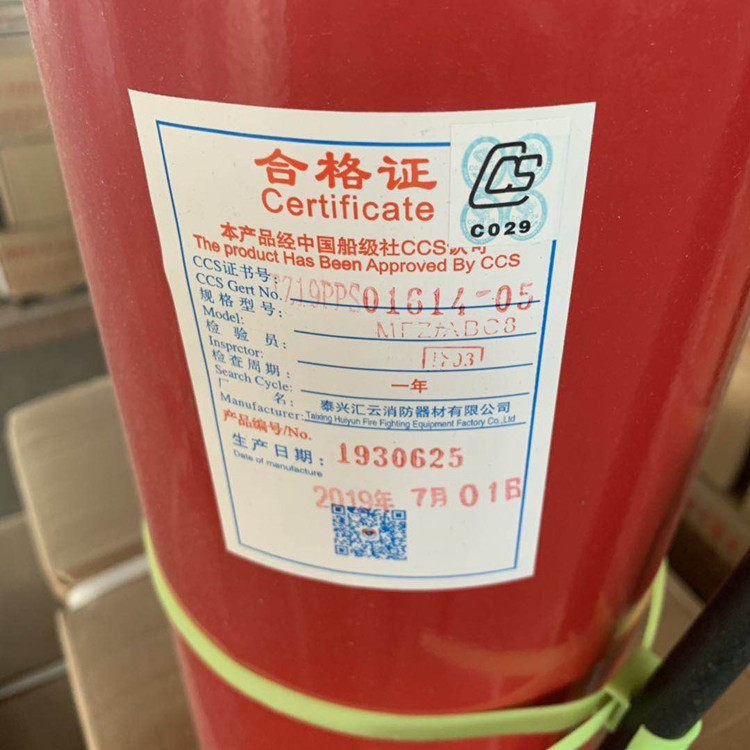 合格证
Certificate
CCS
C029
本产品经中国船级社CCS认可
The product Has Been Approved By CCS
CCS证书号:
CCS Gert No. 719PPS01614-05
规格型号:
Model: MFZ/ABC8
检验员:
Insprctor: 03
检查周期: 一年
Search Cycle:
厂名: 泰兴汇云消防器材有限公司
Manufacturer: Taixing Huiyun Fire Fighting Equipment Factory Co.,Ltd
产品编号/No. 1930625
生产日期:
Date of manufacture 2019年 7月 01日